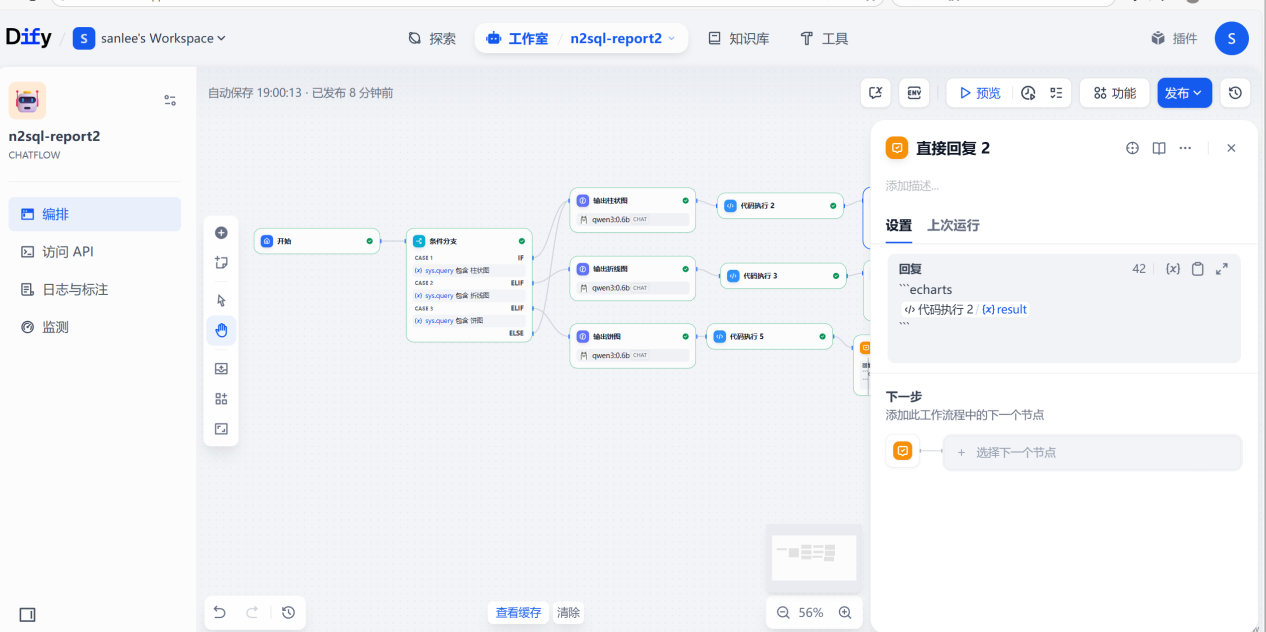 Dify
/
S
sanlee's Workspace
探索
工作室
/
n2sql-report2
知识库
工具
插件
S
n2sql-report2
CHATFLOW
编排
访问 API
日志与标注
监测
自动保存 19:00:13 · 已发布 8 分钟前
ENV
预览
功能
发布
开始
条件分支
CASE 1
IF
{x} sys.query 包含 柱状图
CASE 2
ELIF
{x} sys.query 包含 折线图
CASE 3
ELIF
{x} sys.query 包含 饼图
ELSE
输出柱状图
qwen3:0.6b CHAT
输出折线图
qwen3:0.6b CHAT
输出饼图
qwen3:0.6b CHAT
代码执行 2
代码执行 3
代码执行 5
查看缓存
清除
56%
直接回复 2
添加描述...
设置
上次运行
回复
42
{x}
```echarts
代码执行 2 / {x} result
```
下一步
添加此工作流程中的下一个节点
+ 选择下一个节点